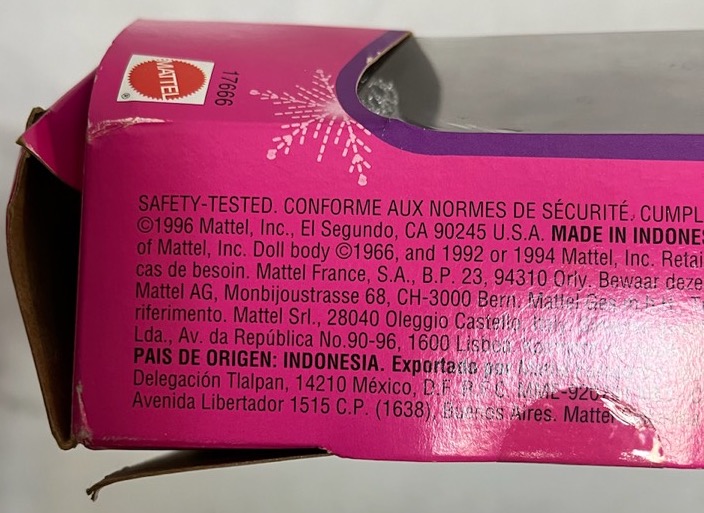 MATTEL
®
17666
SAFETY-TESTED. CONFORME AUX NORMES DE SÉCURITÉ, CUMPL
©1996 Mattel, Inc., El Segundo, CA 90245 U.S.A. MADE IN INDONES
of Mattel, Inc. Doll body ©1966, and 1992 or 1994 Mattel, Inc. Retai
cas de besoin. Mattel France, S.A., B.P. 23, 94310 Orly. Bewaar deze
Mattel AG, Monbijoustrasse 68, CH-3000 Bern. Mattel
riferimento. Mattel Srl., 28040 Oleggio Castello
Lda., Av. da República No.90-96, 1600 Lisboa
PAIS DE ORIGEN: INDONESIA. Exportado por
Delegación Tlalpan, 14210 México, D.F. R.F.C. MME-920
Avenida Libertador 1515 C.P. (1638), Buenos Aires. Mattel